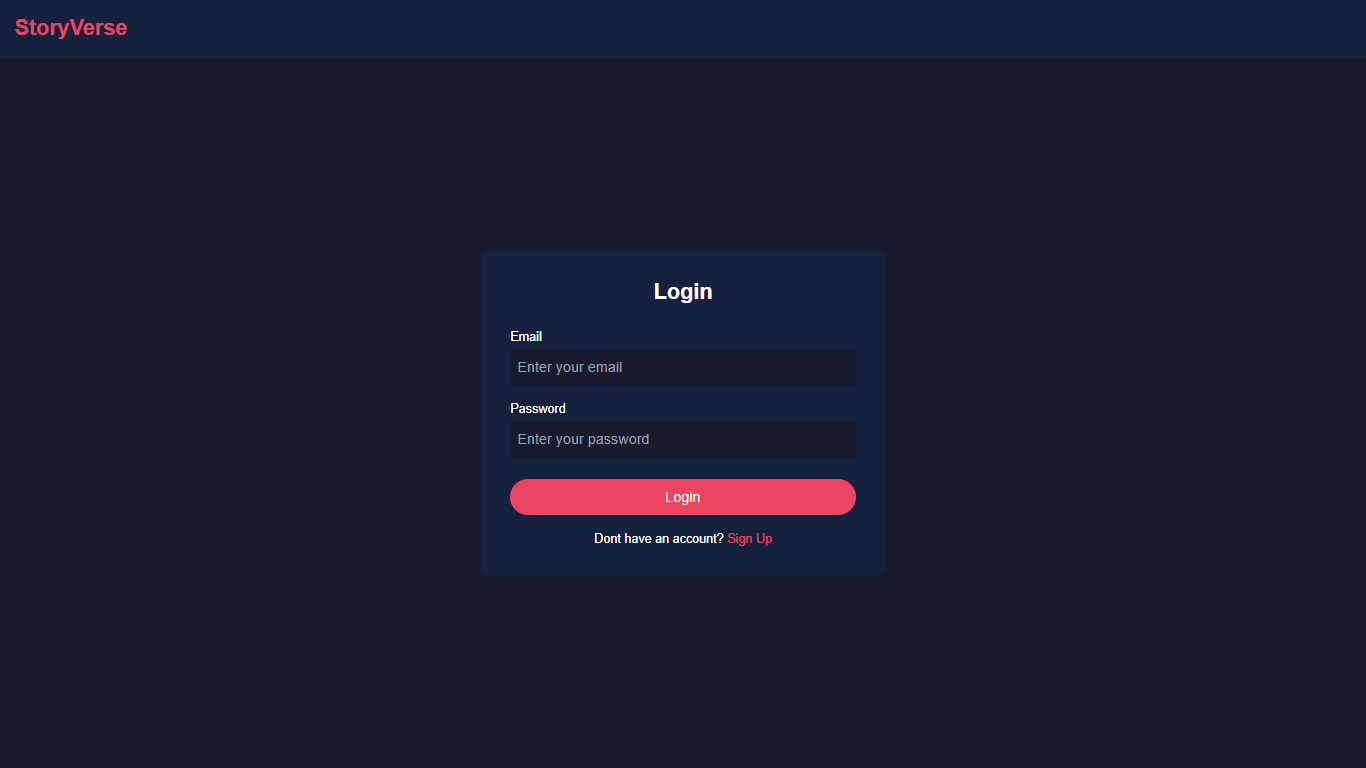 StoryVerse
Login
Email
Enter your email
Password
Enter your password
Login
Dont have an account? Sign Up